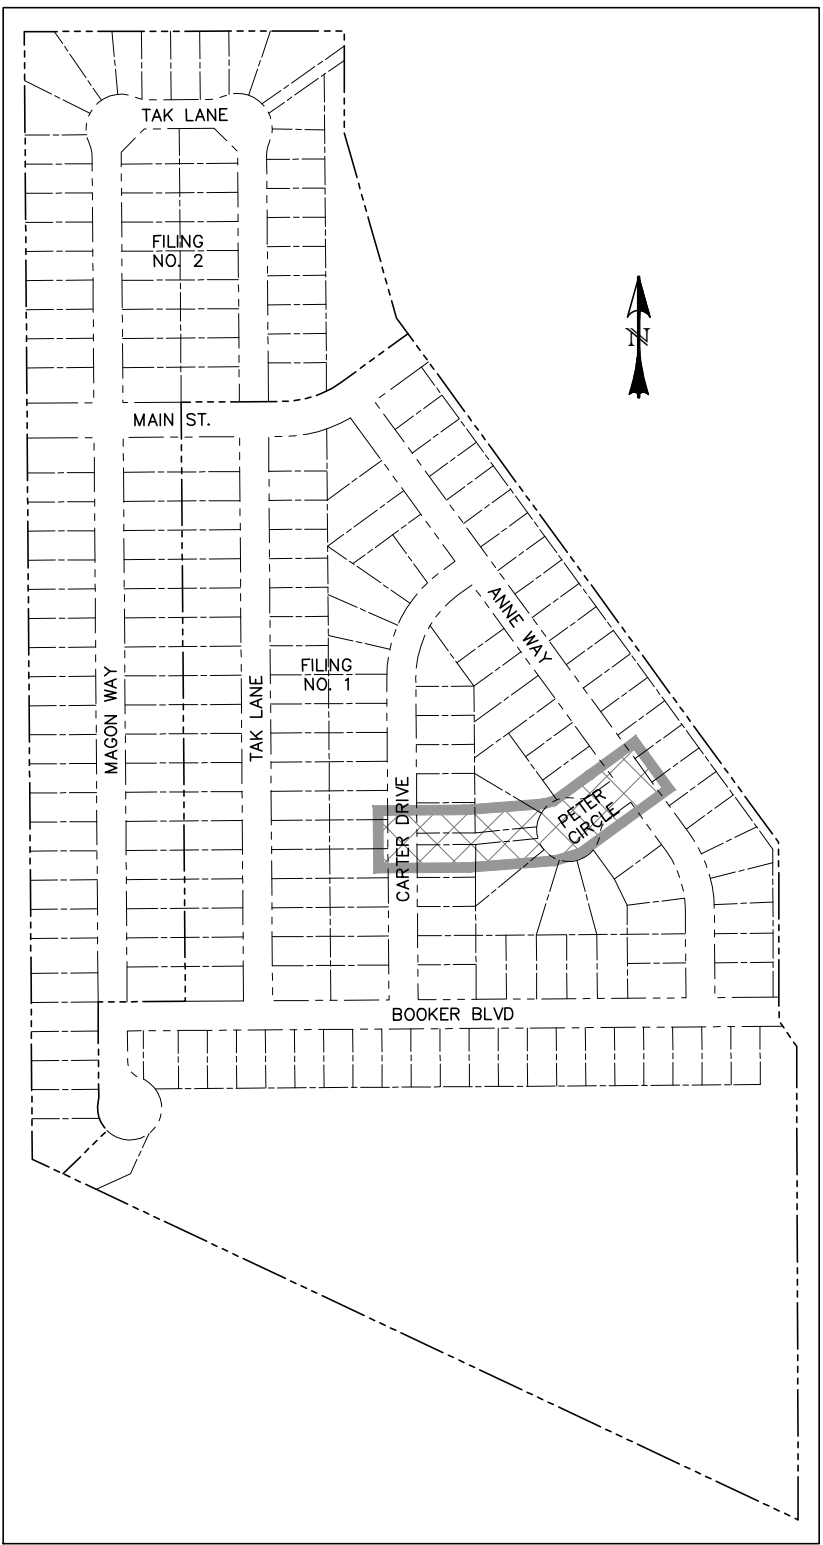 TAK LANE
FILING
NO. 2
N
MAIN ST.
ANNE WAY
FILING
NO. 1
MAGON WAY
TAK LANE
CARTER DRIVE
PETER
CIRCLE
BOOKER BLVD